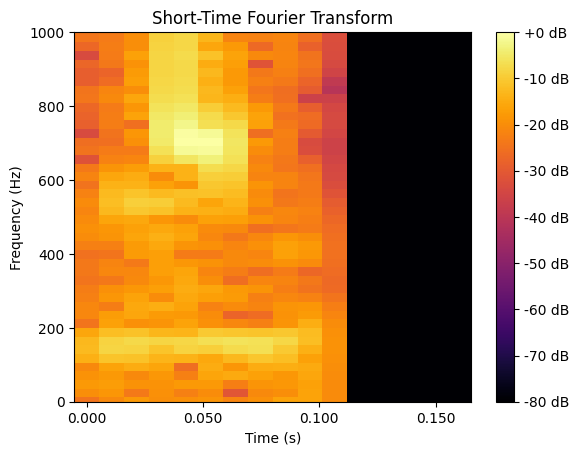 Short-Time Fourier Transform
Frequency (Hz)
1000
800
600
400
200
0
0.000 0.050 0.100 0.150
Time (s)
+0 dB
-10 dB
-20 dB
-30 dB
-40 dB
-50 dB
-60 dB
-70 dB
-80 dB